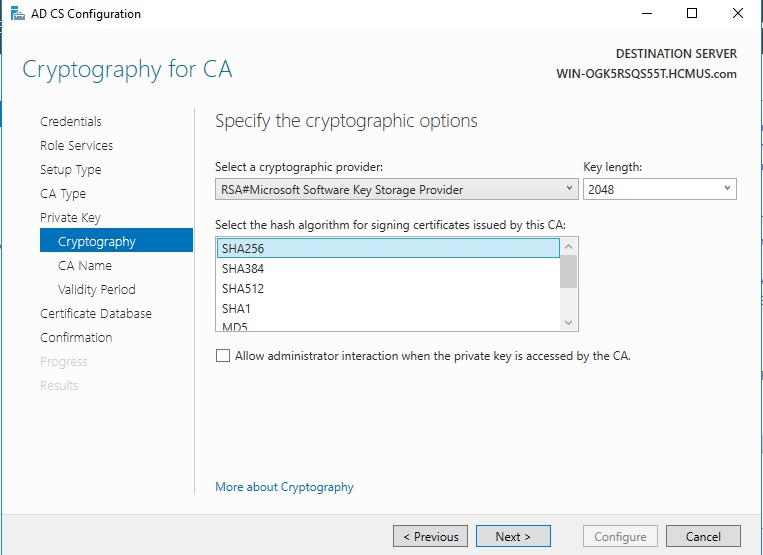 AD CS Configuration
Cryptography for CA
DESTINATION SERVER
WIN-OGK5RSQS55T.HCMUS.com
Credentials
Role Services
Setup Type
CA Type
Private Key
Cryptography
CA Name
Validity Period
Certificate Database
Confirmation
Progress
Results
Specify the cryptographic options
Select a cryptographic provider:
Key length:
RSA#Microsoft Software Key Storage Provider
2048
Select the hash algorithm for signing certificates issued by this CA:
SHA256
SHA384
SHA512
SHA1
MD5
Allow administrator interaction when the private key is accessed by the CA.
More about Cryptography
< Previous
Next >
Configure
Cancel